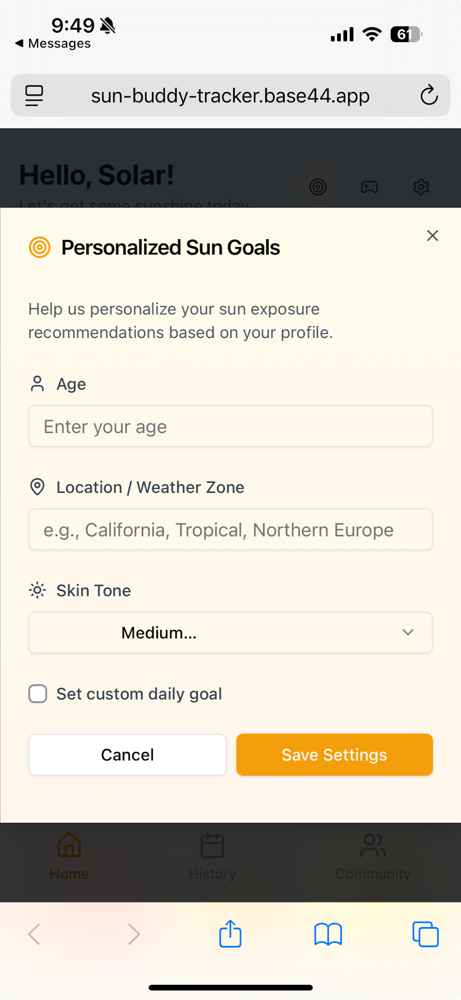 9:49
61
Messages
sun-buddy-tracker.base44.app
Hello, Solar!
Let's get some sunshine today
Personalized Sun Goals
Help us personalize your sun exposure
recommendations based on your profile.
Age
Enter your age
Location / Weather Zone
e.g., California, Tropical, Northern Europe
Skin Tone
Medium...
Set custom daily goal
Cancel
Save Settings
Home
History
Community